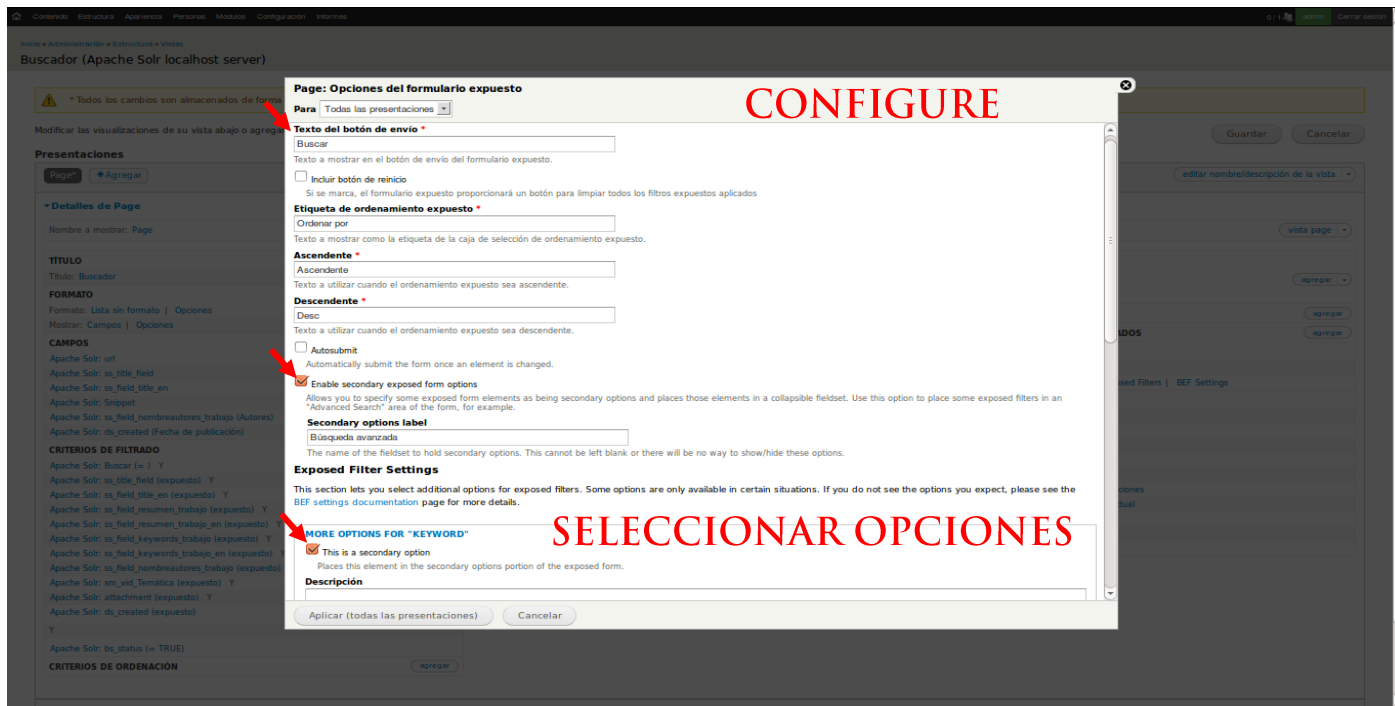 Contenido Estructura Apariencia Personas Módulos Configuración Informes 0 / 1 admin Cerrar sesión
Inicio » Administración » Estructura » Vistas
Buscador (Apache Solr localhost server)
* Todos los cambios son almacenados de forma
Modificar las visualizaciones de su vista abajo o agregar
Guardar Cancelar
Presentaciones
Page* +Agregar
editar nombre/descripción de la vista
Detalles de Page
Nombre a mostrar: Page
vista page
TÍTULO
Título: Buscador
agregar
FORMATO
Formato: Lista sin formato | Opciones
agregar
Mostrar: Campos | Opciones
ADOS agregar
CAMPOS
Apache Solr: url
Apache Solr: ss_title_field
Apache Solr: ss_field_title_en
osed Filters | BEF Settings
Apache Solr: Snippet
Apache Solr: ss_field_nombreautores_trabajo (Autores)
Apache Solr: ds_created (Fecha de publicación)
CRITERIOS DE FILTRADO
Apache Solr: Buscar (= ) Y
Apache Solr: ss_title_field (expuesto) Y
Apache Solr: ss_field_title_en (expuesto) Y
ciones
Apache Solr: ss_field_resumen_trabajo (expuesto) Y
tual
Apache Solr: ss_field_resumen_trabajo_en (expuesto) Y
Apache Solr: ss_field_keywords_trabajo (expuesto) Y
Apache Solr: ss_field_keywords_trabajo_en (expuesto) Y
Apache Solr: ss_field_nombreautores_trabajo (expuesto)
Apache Solr: sm_vid_Temática (expuesto) Y
Apache Solr: attachment (expuesto) Y
Apache Solr: ds_created (expuesto)
Y
Apache Solr: bs_status (= TRUE)
CRITERIOS DE ORDENACIÓN agregar
Page: Opciones del formulario expuesto
CONFIGURE
Para Todas las presentaciones
Texto del botón de envío *
Buscar
Texto a mostrar en el botón de envío del formulario expuesto.
Incluir botón de reinicio
Si se marca, el formulario expuesto proporcionará un botón para limpiar todos los filtros expuestos aplicados
Etiqueta de ordenamiento expuesto *
Ordenar por
Texto a mostrar como la etiqueta de la caja de selección de ordenamiento expuesto.
Ascendente *
Ascendente
Texto a utilizar cuando el ordenamiento expuesto sea ascendente.
Descendente *
Desc
Texto a utilizar cuando el ordenamiento expuesto sea descendente.
Autosubmit
Automatically submit the form once an element is changed.
Enable secondary exposed form options
Allows you to specify some exposed form elements as being secondary options and places those elements in a collapsible fieldset. Use this option to place some exposed filters in an
"Advanced Search" area of the form, for example.
Secondary options label
Búsqueda avanzada
The name of the fieldset to hold secondary options. This cannot be left blank or there will be no way to show/hide these options.
Exposed Filter Settings
This section lets you select additional options for exposed filters. Some options are only available in certain situations. If you do not see the options you expect, please see the
BEF settings documentation page for more details.
SELECCIONAR OPCIONES
MORE OPTIONS FOR "KEYWORD"
This is a secondary option
Places this element in the secondary options portion of the exposed form.
Descripción
Aplicar (todas las presentaciones) Cancelar